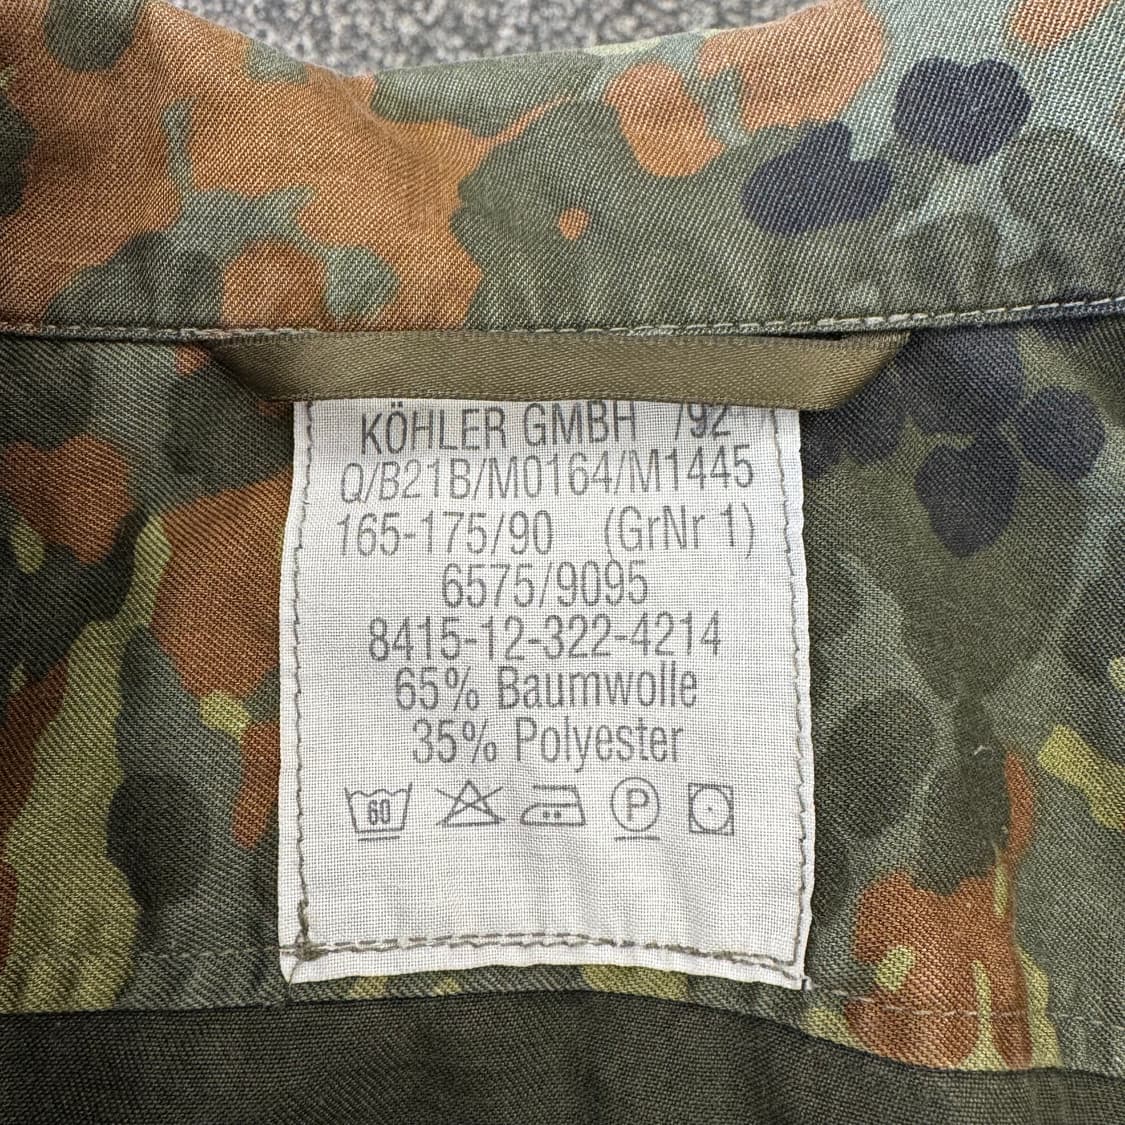 KÖHLER GMBH /92
Q/B21B/M0164/M1445
165-175/90 (GrNr 1)
6575/9095
8415-12-322-4214
65% Baumwolle
35% Polyester
60 P